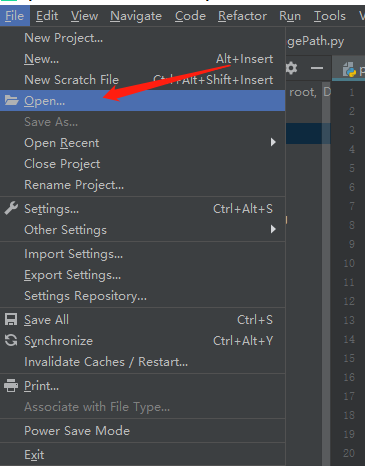 File Edit View Navigate Code Refactor Run Tools
New Project...
gePath.py
New... Alt+Insert
New Scratch File Ctrl+Alt+Shift+Insert
Open...
root,
Save As...
Open Recent
Close Project
Rename Project...
Settings... Ctrl+Alt+S
Other Settings
Import Settings...
Export Settings...
Settings Repository...
Save All Ctrl+S
Synchronize Ctrl+Alt+Y
Invalidate Caches / Restart...
Print...
Associate with File Type...
Power Save Mode
Exit
1
2
3
4
5
6
7
8
9
10
11
12
13
14
15
16
17
18
19
20